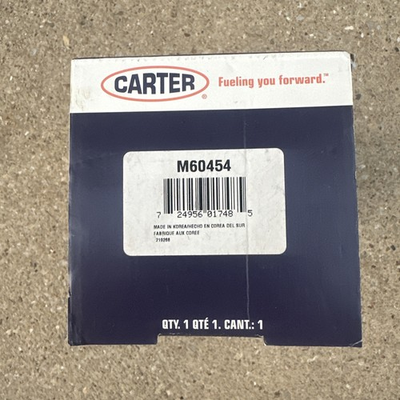 CARTER® Fueling you forward.™
M60454
7 24956 01748 5
MADE IN KOREA/HECHO EN COREA DEL SUR
FABRIQUE AUX COREE
QTY. 1 QTÉ 1. CANT.: 1